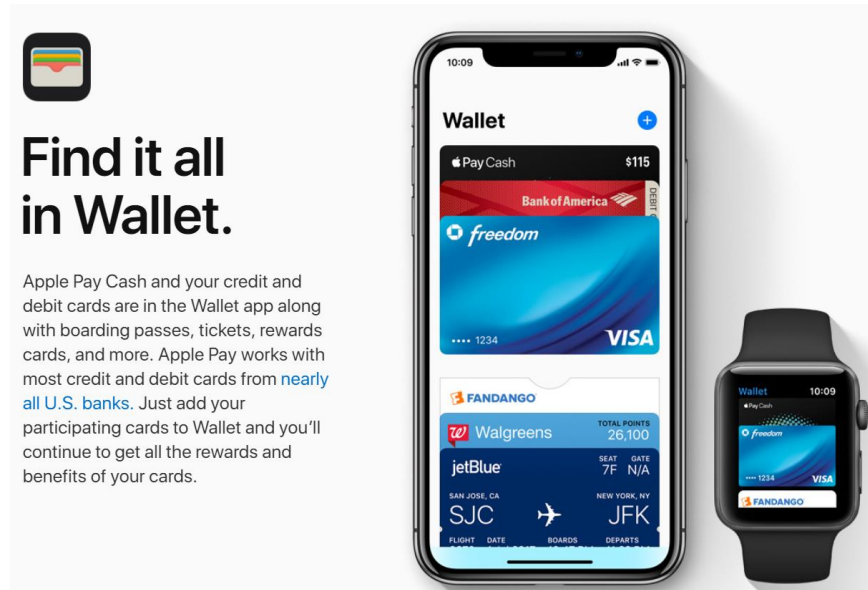 Find it all
in Wallet.
Apple Pay Cash and your credit and
debit cards are in the Wallet app along
with boarding passes, tickets, rewards
cards, and more. Apple Pay works with
most credit and debit cards from nearly
all U.S. banks. Just add your
participating cards to Wallet and you’ll
continue to get all the rewards and
benefits of your cards.
10:09
Wallet
Pay Cash $115
Bank of America
DEBIT
freedom
•••• 1234 VISA
FANDANGO
Walgreens TOTAL POINTS
26,100
jetBlue SEAT GATE
7F N/A
SAN JOSE, CA NEW YORK, NY
SJC JFK
FLIGHT DATE BOARDS DEPARTS
Wallet 10:09
Pay Cash
freedom
•••• 1234 VISA
FANDANGO